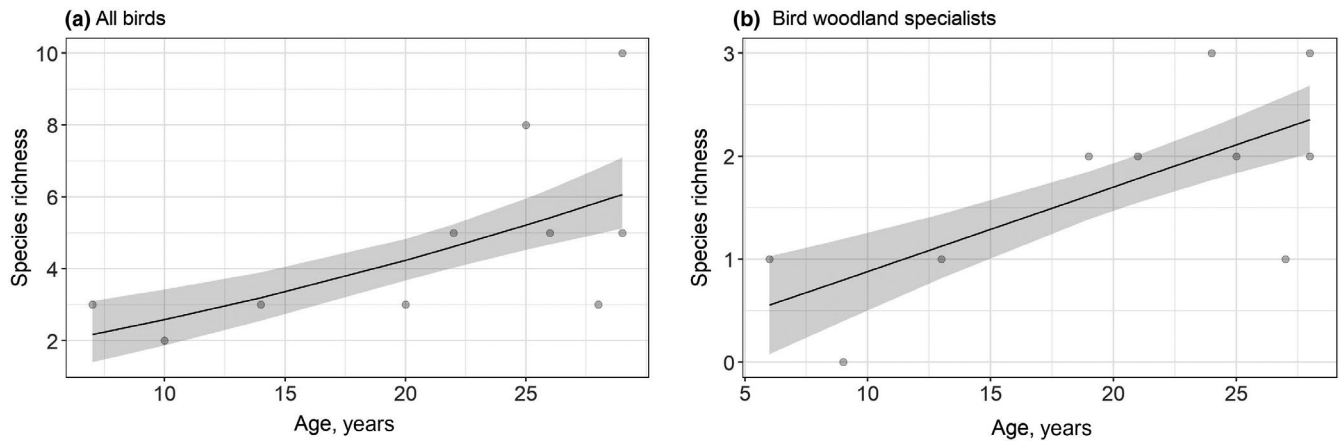 (a) All birds
Species richness
10
8
6
4
2
10 15 20 25
Age, years
(b) Bird woodland specialists
Species richness
3
2
1
0
5 10 15 20 25
Age, years